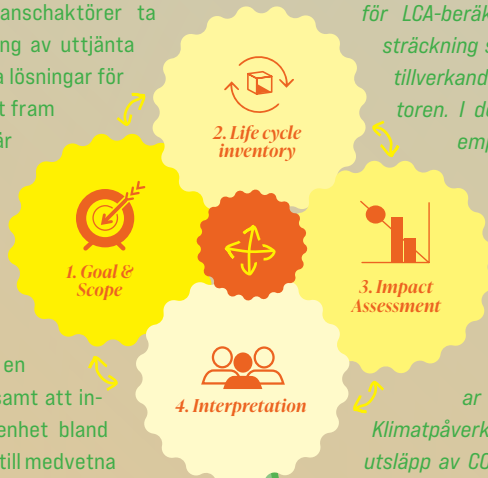 anschaktörer ta
ing av uttjänta
a lösningar för
t fram
är
för LCA-beräk
sträckning s
tillverkand
toren. I d
emp
2. Life cycle
inventory
1. Goal &
Scope
3. Impact
Assessment
4. Interpretation
en
samt att in-
enhet bland
till medvetna
ar
Klimatpåverk
utsläpp av CO